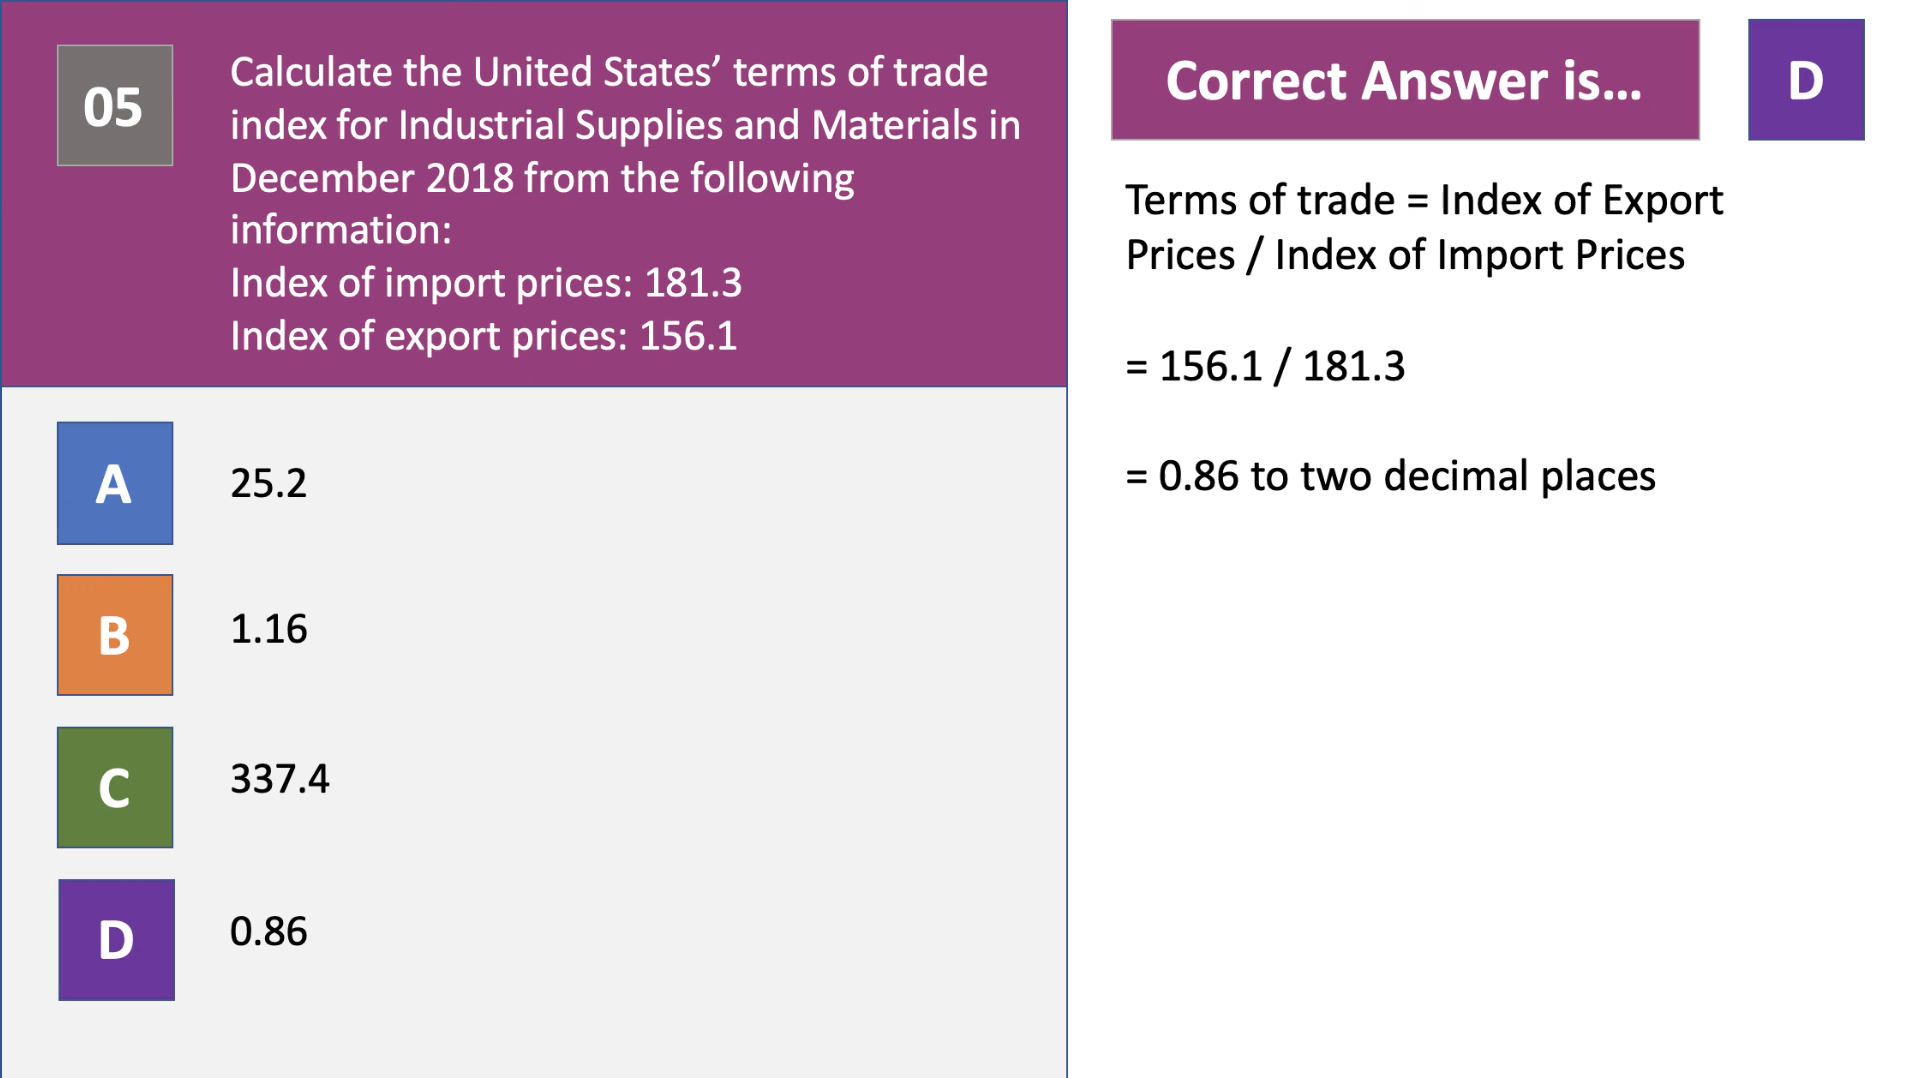 05
Calculate the United States’ terms of trade
index for Industrial Supplies and Materials in
December 2018 from the following
information:
Index of import prices: 181.3
Index of export prices: 156.1
A
25.2
B
1.16
C
337.4
D
0.86
Correct Answer is...
D
Terms of trade = Index of Export
Prices / Index of Import Prices
= 156.1 / 181.3
= 0.86 to two decimal places